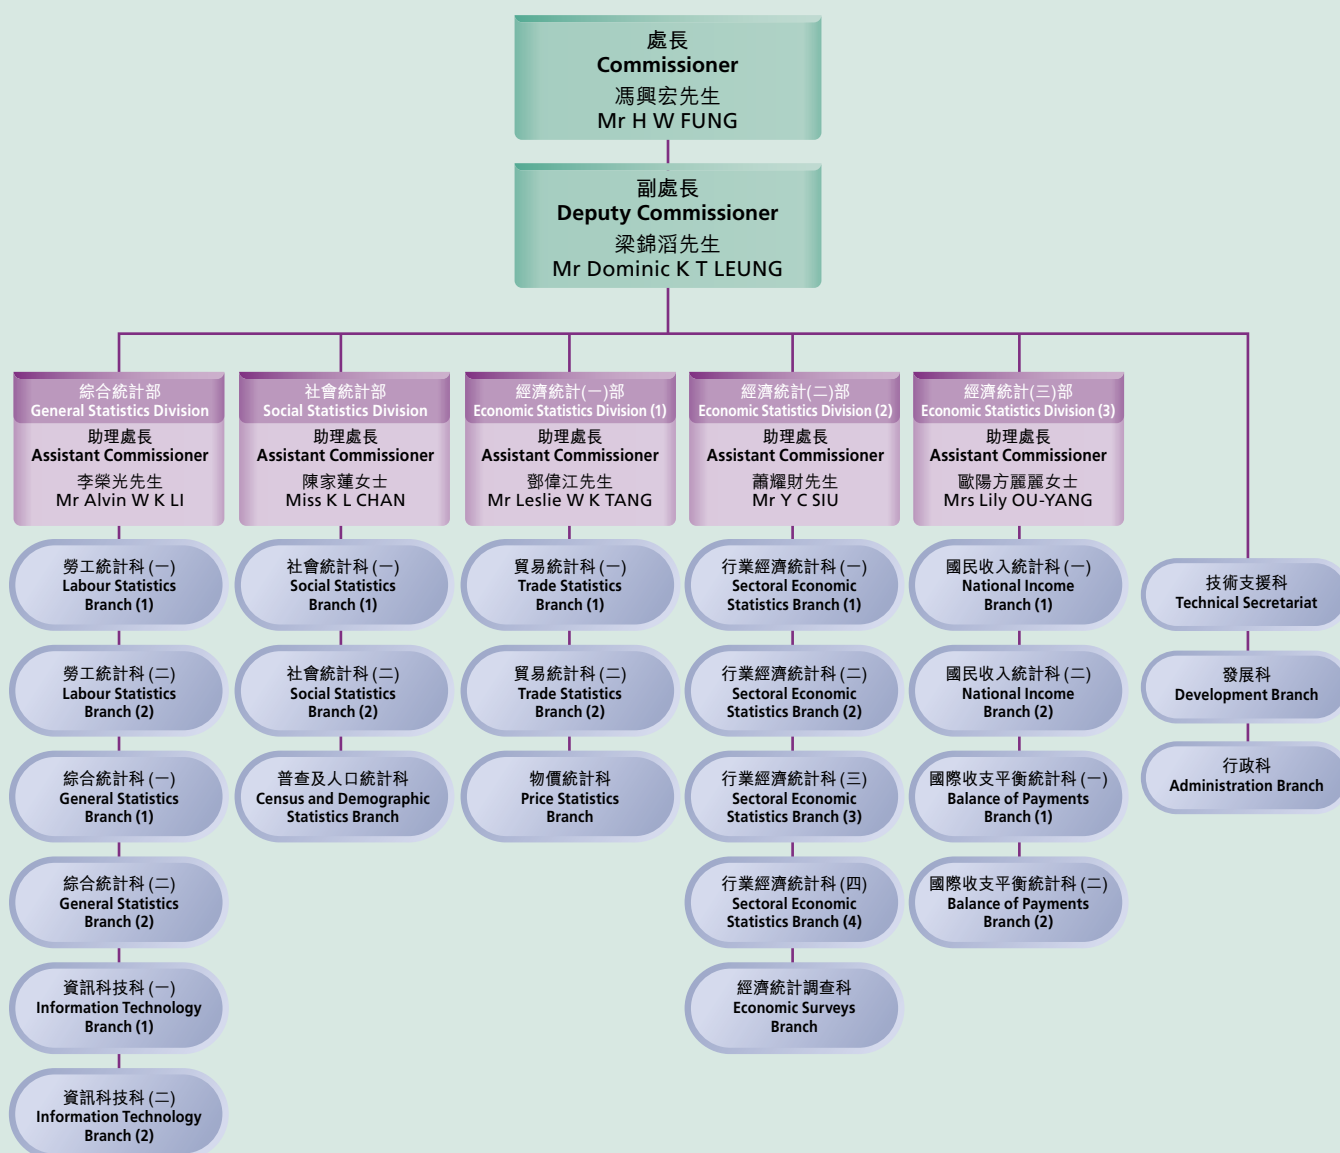 處長
Commissioner
馮興宏先生
Mr H W FUNG
副處長
Deputy Commissioner
梁錦滔先生
Mr Dominic K T LEUNG
綜合統計部
General Statistics Division
助理處長
Assistant Commissioner
李榮光先生
Mr Alvin W K LI
勞工統計科 (一)
Labour Statistics
Branch (1)
勞工統計科 (二)
Labour Statistics
Branch (2)
綜合統計科 (一)
General Statistics
Branch (1)
綜合統計科 (二)
General Statistics
Branch (2)
資訊科技科 (一)
Information Technology
Branch (1)
資訊科技科 (二)
Information Technology
Branch (2)
社會統計部
Social Statistics Division
助理處長
Assistant Commissioner
陳家蓮女士
Miss K L CHAN
社會統計科 (一)
Social Statistics
Branch (1)
社會統計科 (二)
Social Statistics
Branch (2)
普查及人口統計科
Census and Demographic
Statistics Branch
經濟統計(一)部
Economic Statistics Division (1)
助理處長
Assistant Commissioner
鄧偉江先生
Mr Leslie W K TANG
貿易統計科 (一)
Trade Statistics
Branch (1)
貿易統計科 (二)
Trade Statistics
Branch (2)
物價統計科
Price Statistics
Branch
經濟統計(二)部
Economic Statistics Division (2)
助理處長
Assistant Commissioner
蕭耀財先生
Mr Y C SIU
行業經濟統計科 (一)
Sectoral Economic
Statistics Branch (1)
行業經濟統計科 (二)
Sectoral Economic
Statistics Branch (2)
行業經濟統計科 (三)
Sectoral Economic
Statistics Branch (3)
行業經濟統計科 (四)
Sectoral Economic
Statistics Branch (4)
經濟統計調查科
Economic Surveys
Branch
經濟統計(三)部
Economic Statistics Division (3)
助理處長
Assistant Commissioner
歐陽方麗麗女士
Mrs Lily OU-YANG
國民收入統計科 (一)
National Income
Branch (1)
國民收入統計科 (二)
National Income
Branch (2)
國際收支平衡統計科 (一)
Balance of Payments
Branch (1)
國際收支平衡統計科 (二)
Balance of Payments
Branch (2)
技術支援科
Technical Secretariat
發展科
Development Branch
行政科
Administration Branch